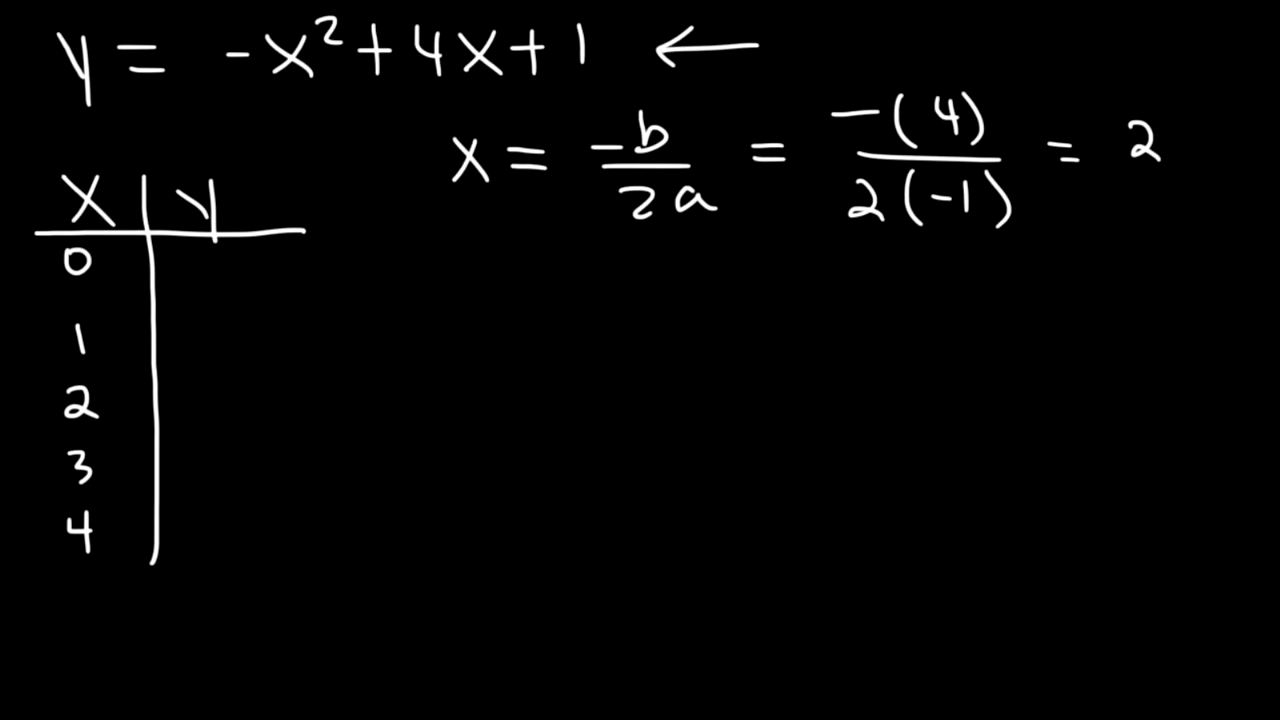 y = -x² + 4x + 1 ←
x = -b/2a = -(4)/2(-1) = 2
x | y
0
1
2
3
4